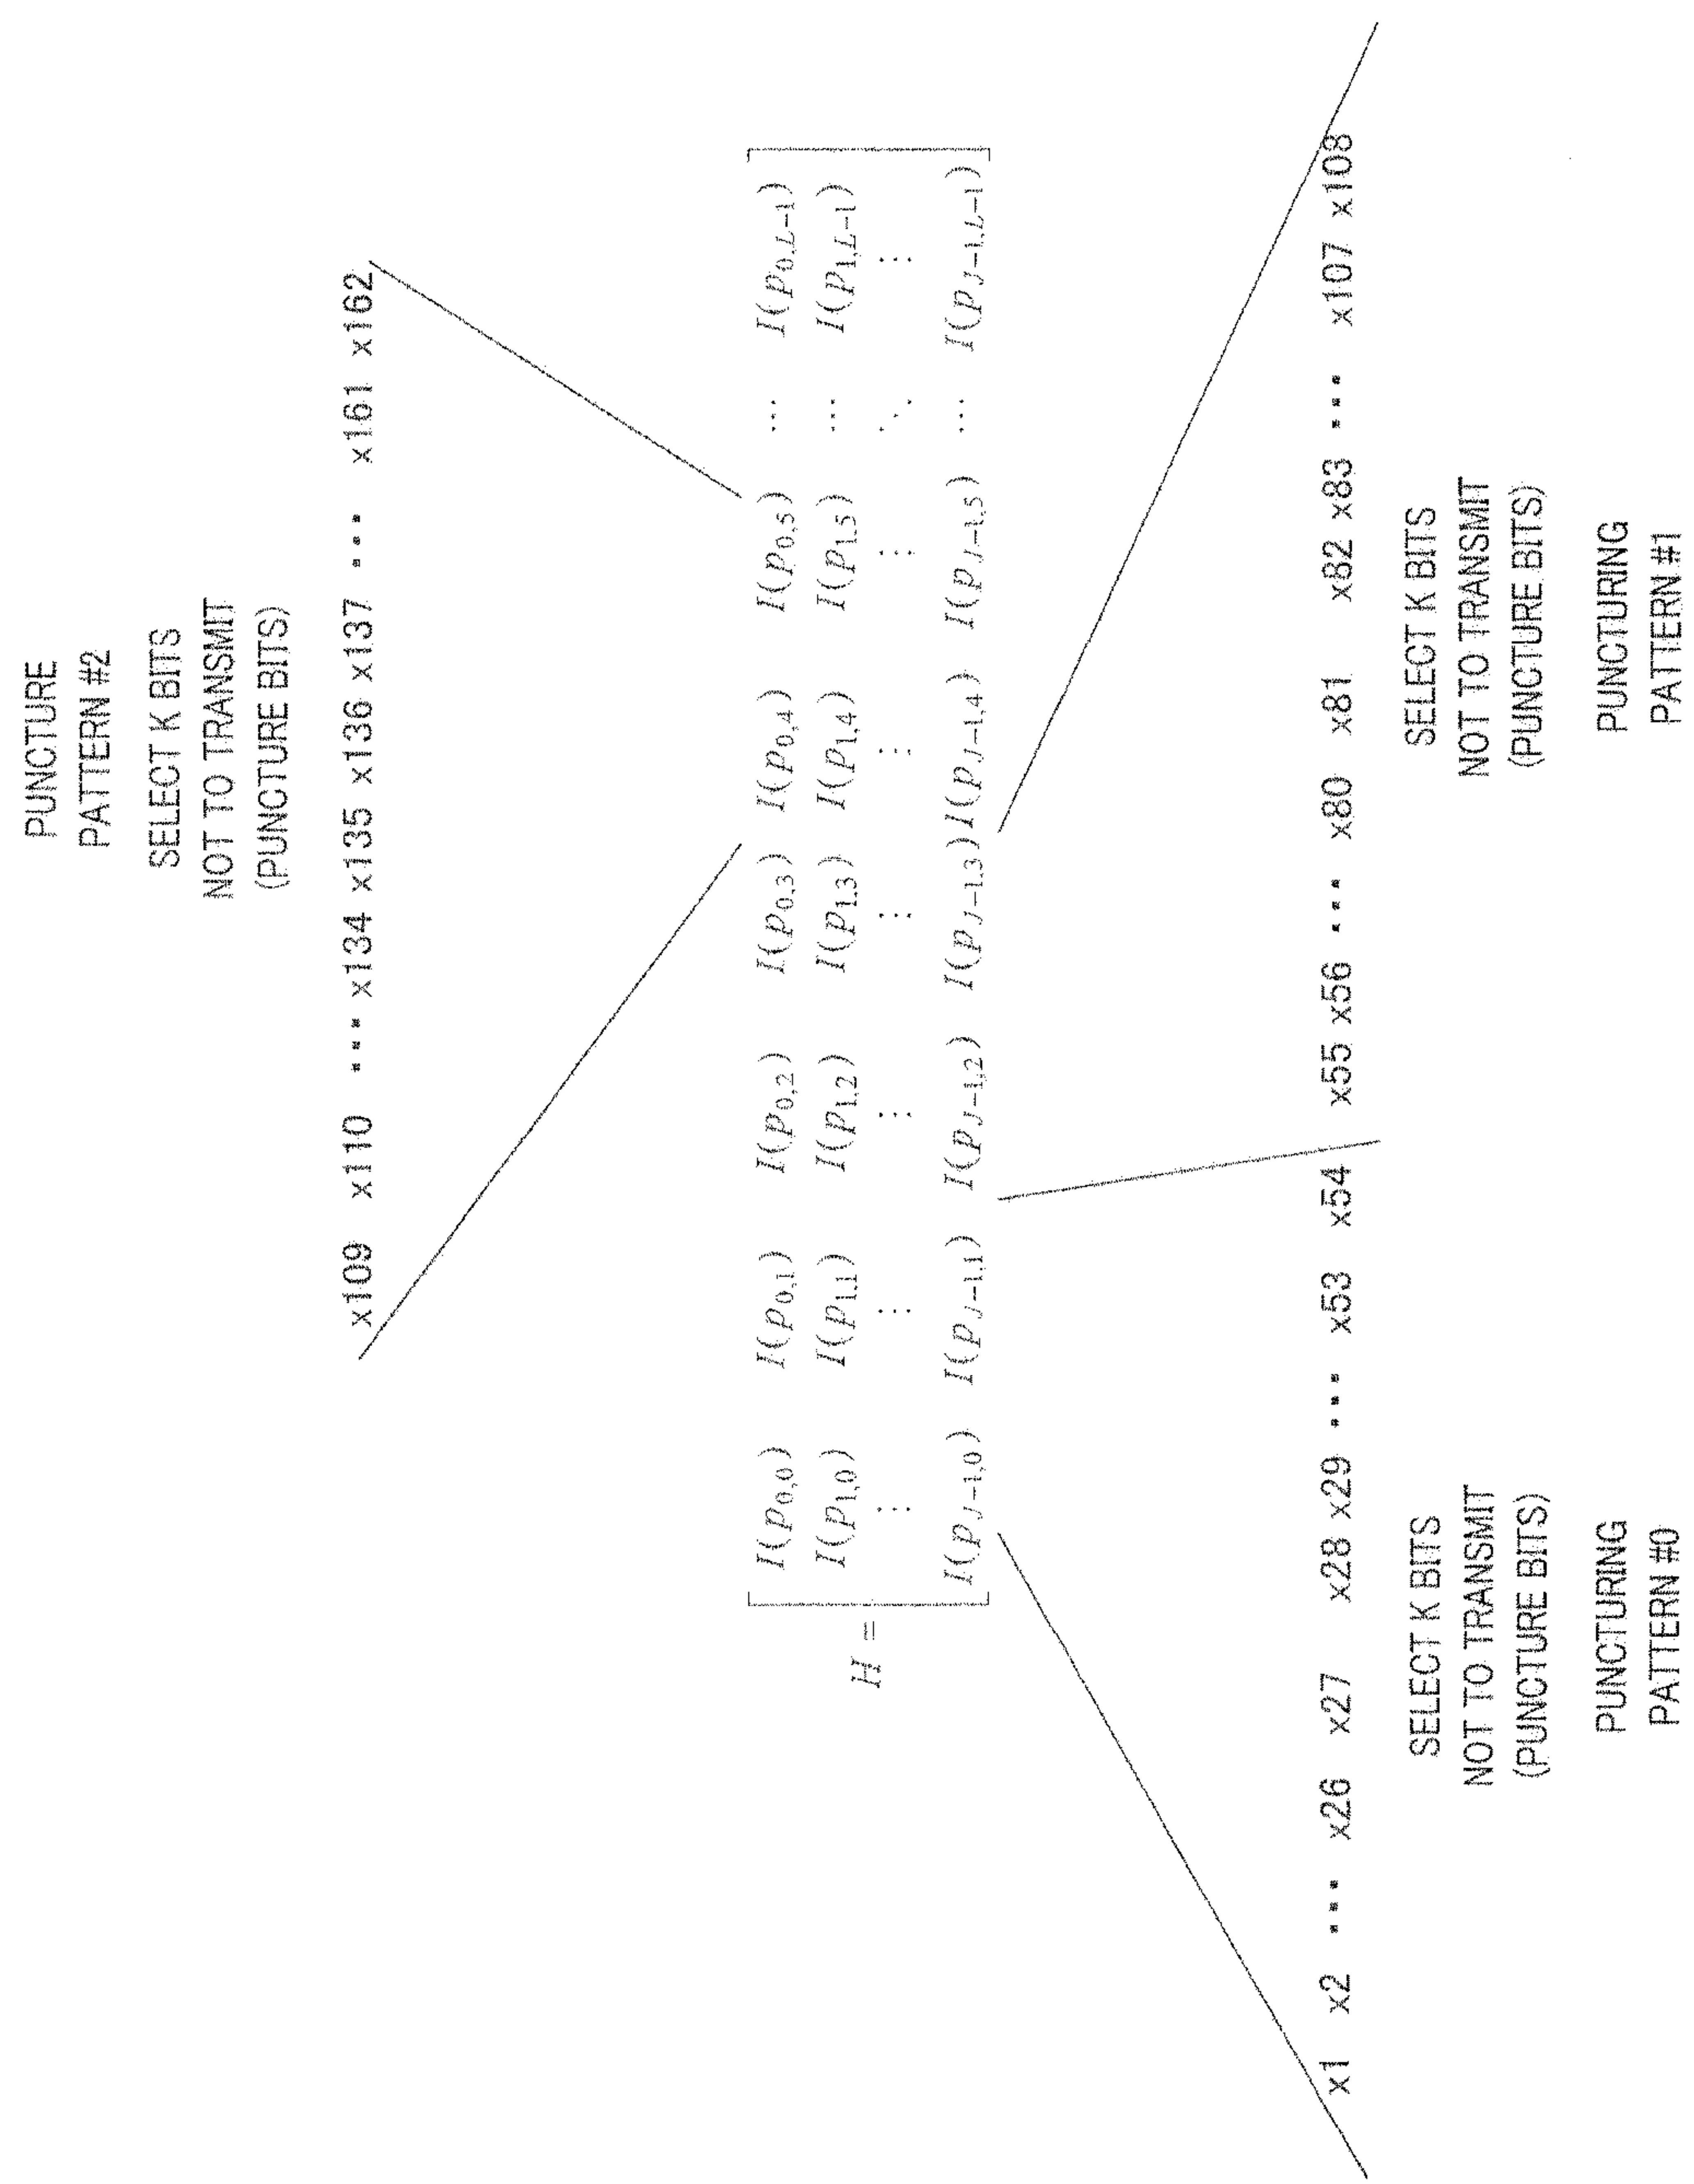 PUNCTURE
PATTERN #2
SELECT K BITS
NOT TO TRANSMIT
(PUNCTURE BITS)
x109 x110 ••• x134 x135 x136 x137 ••• x161 x162
I(p0,0) I(p0,1) I(p0,2) I(p0,3) I(p0,4) I(p0,5) ⋯ I(p0,L−1)
I(p1,0) I(p1,1) I(p1,2) I(p1,3) I(p1,4) I(p1,5) ⋯ I(p1,L−1)
H = ⋮ ⋮ ⋮ ⋮ ⋮ ⋮ ⋱ ⋮
I(pJ−1,0) I(pJ−1,1) I(pJ−1,2) I(pJ−1,3) I(pJ−1,4) I(pJ−1,5) ⋯ I(pJ−1,L−1)
x1 x2 ••• x26 x27 x28 x29 ••• x53 x54 x55 x56 ••• x80 x81 x82 x83 ••• x107 x108
SELECT K BITS
NOT TO TRANSMIT
(PUNCTURE BITS)
PUNCTURING
PATTERN #0
SELECT K BITS
NOT TO TRANSMIT
(PUNCTURE BITS)
PUNCTURING
PATTERN #1